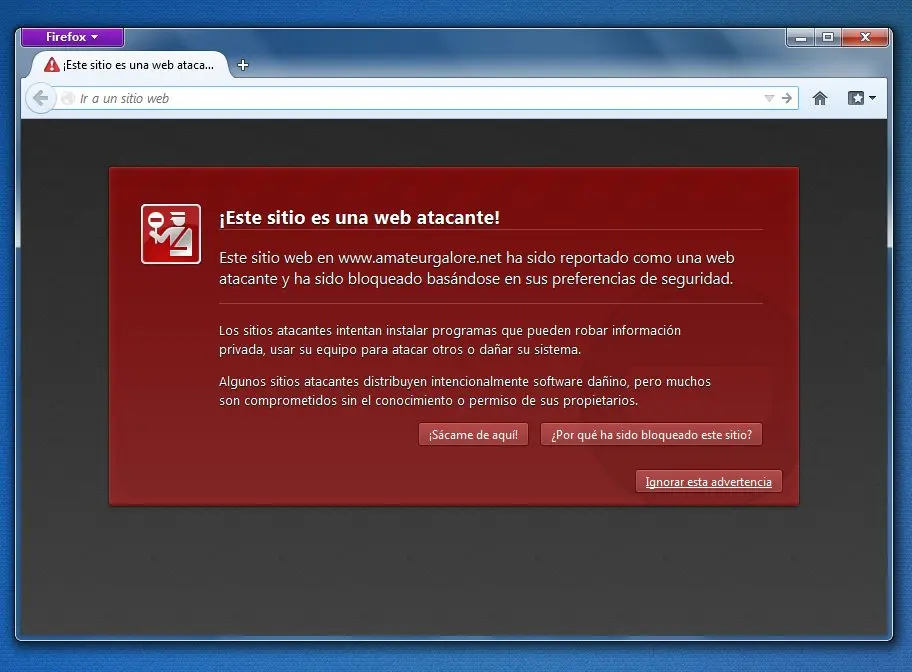 Firefox
¡Este sitio es una web ataca...
Ir a un sitio web
¡Este sitio es una web atacante!
Este sitio web en www.amateurgalore.net ha sido reportado como una web
atacante y ha sido bloqueado basándose en sus preferencias de seguridad.
Los sitios atacantes intentan instalar programas que pueden robar información
privada, usar su equipo para atacar otros o dañar su sistema.
Algunos sitios atacantes distribuyen intencionalmente software dañino, pero muchos
son comprometidos sin el conocimiento o permiso de sus propietarios.
¡Sácame de aquí! ¿Por qué ha sido bloqueado este sitio?
Ignorar esta advertencia